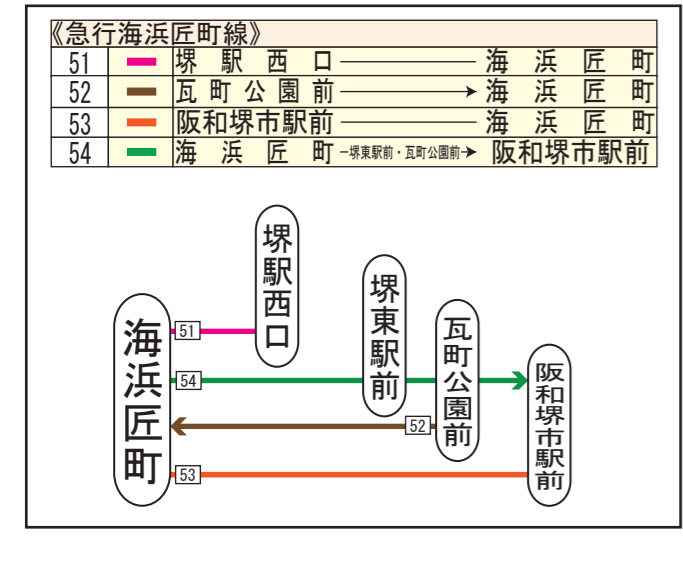 《急行海浜匠町線》
51 堺駅西口 海浜匠町
52 瓦町公園前 海浜匠町
53 阪和堺市駅前 海浜匠町
54 海浜匠町 堺東駅前・瓦町公園前 阪和堺市駅前
堺駅西口
堺東駅前
瓦町公園前
阪和堺市駅前
海浜匠町
51
54
52
53